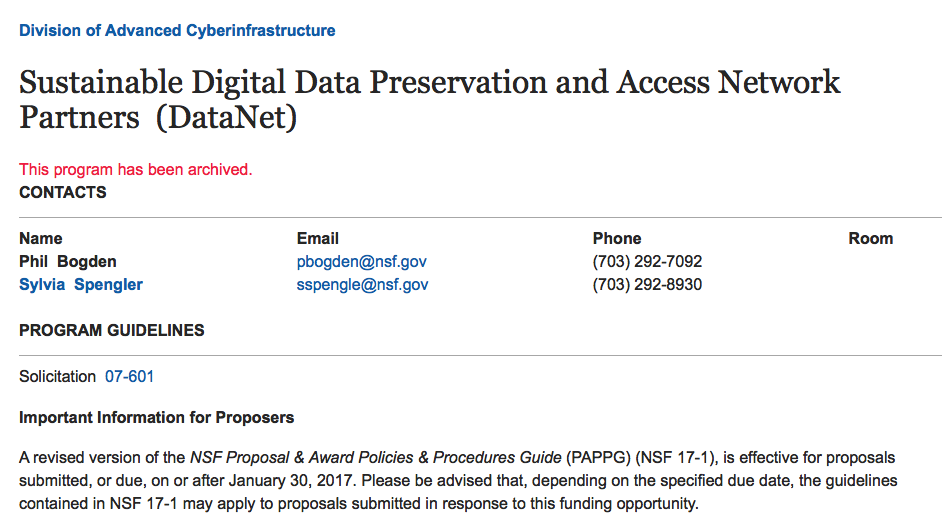 Division of Advanced Cyberinfrastructure
Sustainable Digital Data Preservation and Access Network
Partners (DataNet)
This program has been archived.
CONTACTS
Name Email Phone Room
Phil Bogden pbogden@nsf.gov (703) 292-7092
Sylvia Spengler sspengle@nsf.gov (703) 292-8930
PROGRAM GUIDELINES
Solicitation 07-601
Important Information for Proposers
A revised version of the NSF Proposal & Award Policies & Procedures Guide (PAPPG) (NSF 17-1), is effective for proposals
submitted, or due, on or after January 30, 2017. Please be advised that, depending on the specified due date, the guidelines
contained in NSF 17-1 may apply to proposals submitted in response to this funding opportunity.